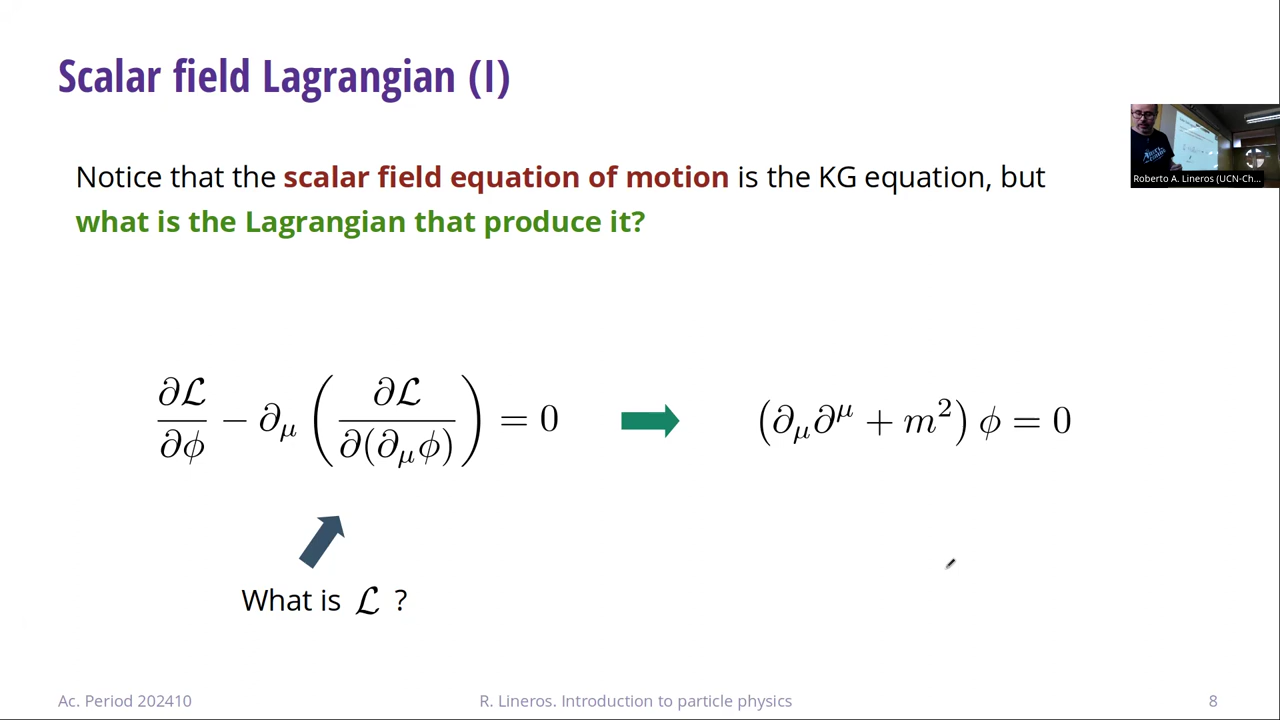 Scalar field Lagrangian (I)
Notice that the scalar field equation of motion is the KG equation, but
what is the Lagrangian that produce it?
Roberto A. Lineros (UCN-Ch...
∂ℒ/∂ϕ − ∂_μ (∂ℒ/∂(∂_μϕ)) = 0
(∂_μ∂^μ + m²) ϕ = 0
What is ℒ ?
Ac. Period 202410
R. Lineros. Introduction to particle physics
8